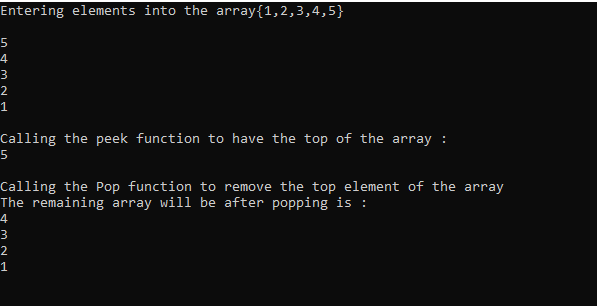 Entering elements into the array{1,2,3,4,5}
5
4
3
2
1
Calling the peek function to have the top of the array :
5
Calling the Pop function to remove the top element of the array
The remaining array will be after popping is :
4
3
2
1